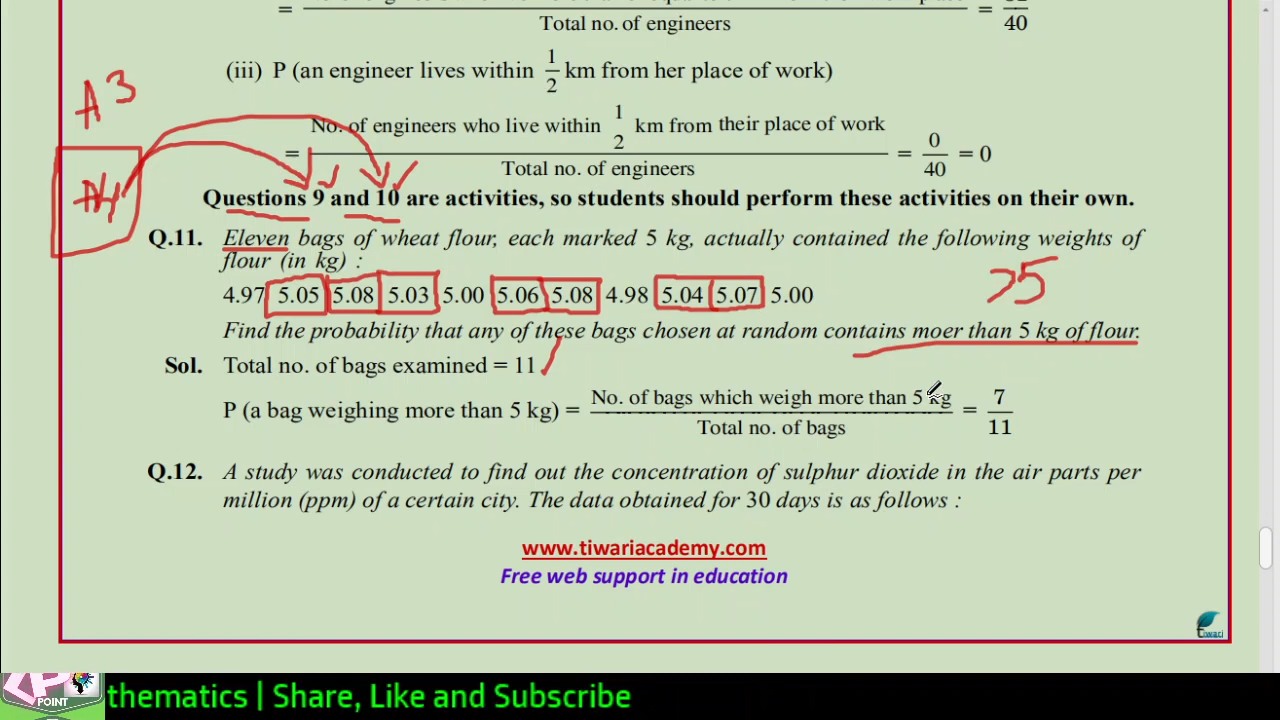 Total no. of engineers
= 40
(iii) P (an engineer lives within 1/2 km from her place of work)
A3
= No. of engineers who live within 1/2 km from their place of work / Total no. of engineers = 0/40 = 0
A4
Questions 9 and 10 are activities, so students should perform these activities on their own.
Q.11. Eleven bags of wheat flour, each marked 5 kg, actually contained the following weights of
flour (in kg) :
>5
4.97 5.05 5.08 5.03 5.00 5.06 5.08 4.98 5.04 5.07 5.00
Find the probability that any of these bags chosen at random contains moer than 5 kg of flour.
Sol. Total no. of bags examined = 11
P (a bag weighing more than 5 kg) = No. of bags which weigh more than 5 kg / Total no. of bags = 7/11
Q.12. A study was conducted to find out the concentration of sulphur dioxide in the air parts per
million (ppm) of a certain city. The data obtained for 30 days is as follows :
www.tiwariacademy.com
Free web support in education
Tiwari
POINT
thematics | Share, Like and Subscribe